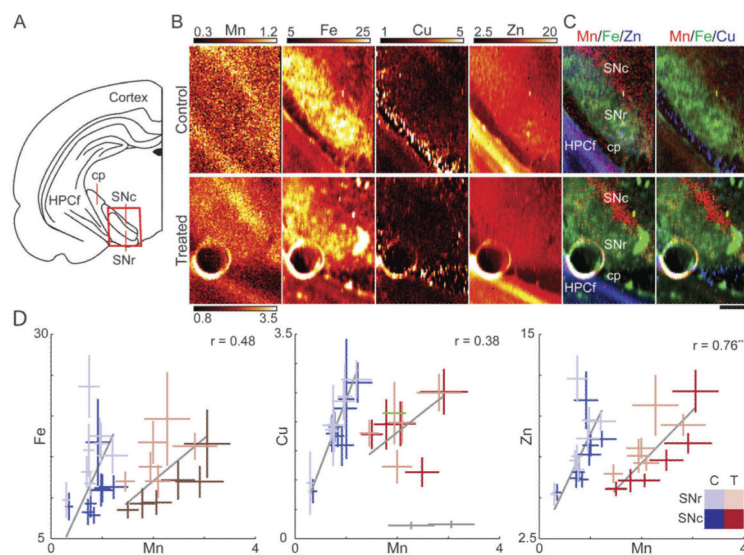 A
B
C
0.3 Mn 1.2
5 Fe 25
1 Cu 5
2.5 Zn 20
Mn/Fe/Zn
Mn/Fe/Cu
Cortex
cp
HPCf
SNc
SNr
Control
Treated
SNc
SNr
HPCf
cp
SNc
SNr
cp
HPCf
0.8 3.5
D
30
Fe
5
r = 0.48
Mn
4
3.5
Cu
0
r = 0.38
Mn
4
15
Zn
2.5
r = 0.76**
Mn
4
C T
SNr
SNc